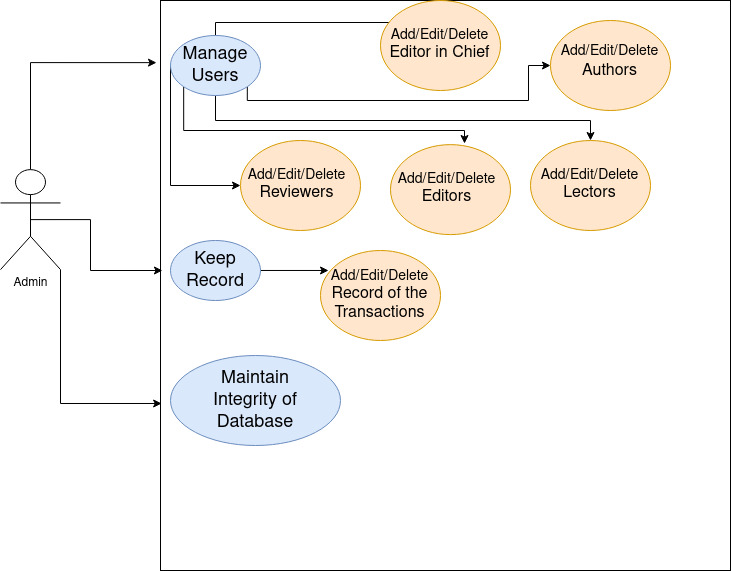 Manage
Users
Add/Edit/Delete
Editor in Chief
Add/Edit/Delete
Authors
Add/Edit/Delete
Reviewers
Add/Edit/Delete
Editors
Add/Edit/Delete
Lectors
Admin
Keep
Record
Add/Edit/Delete
Record of the
Transactions
Maintain
Integrity of
Database